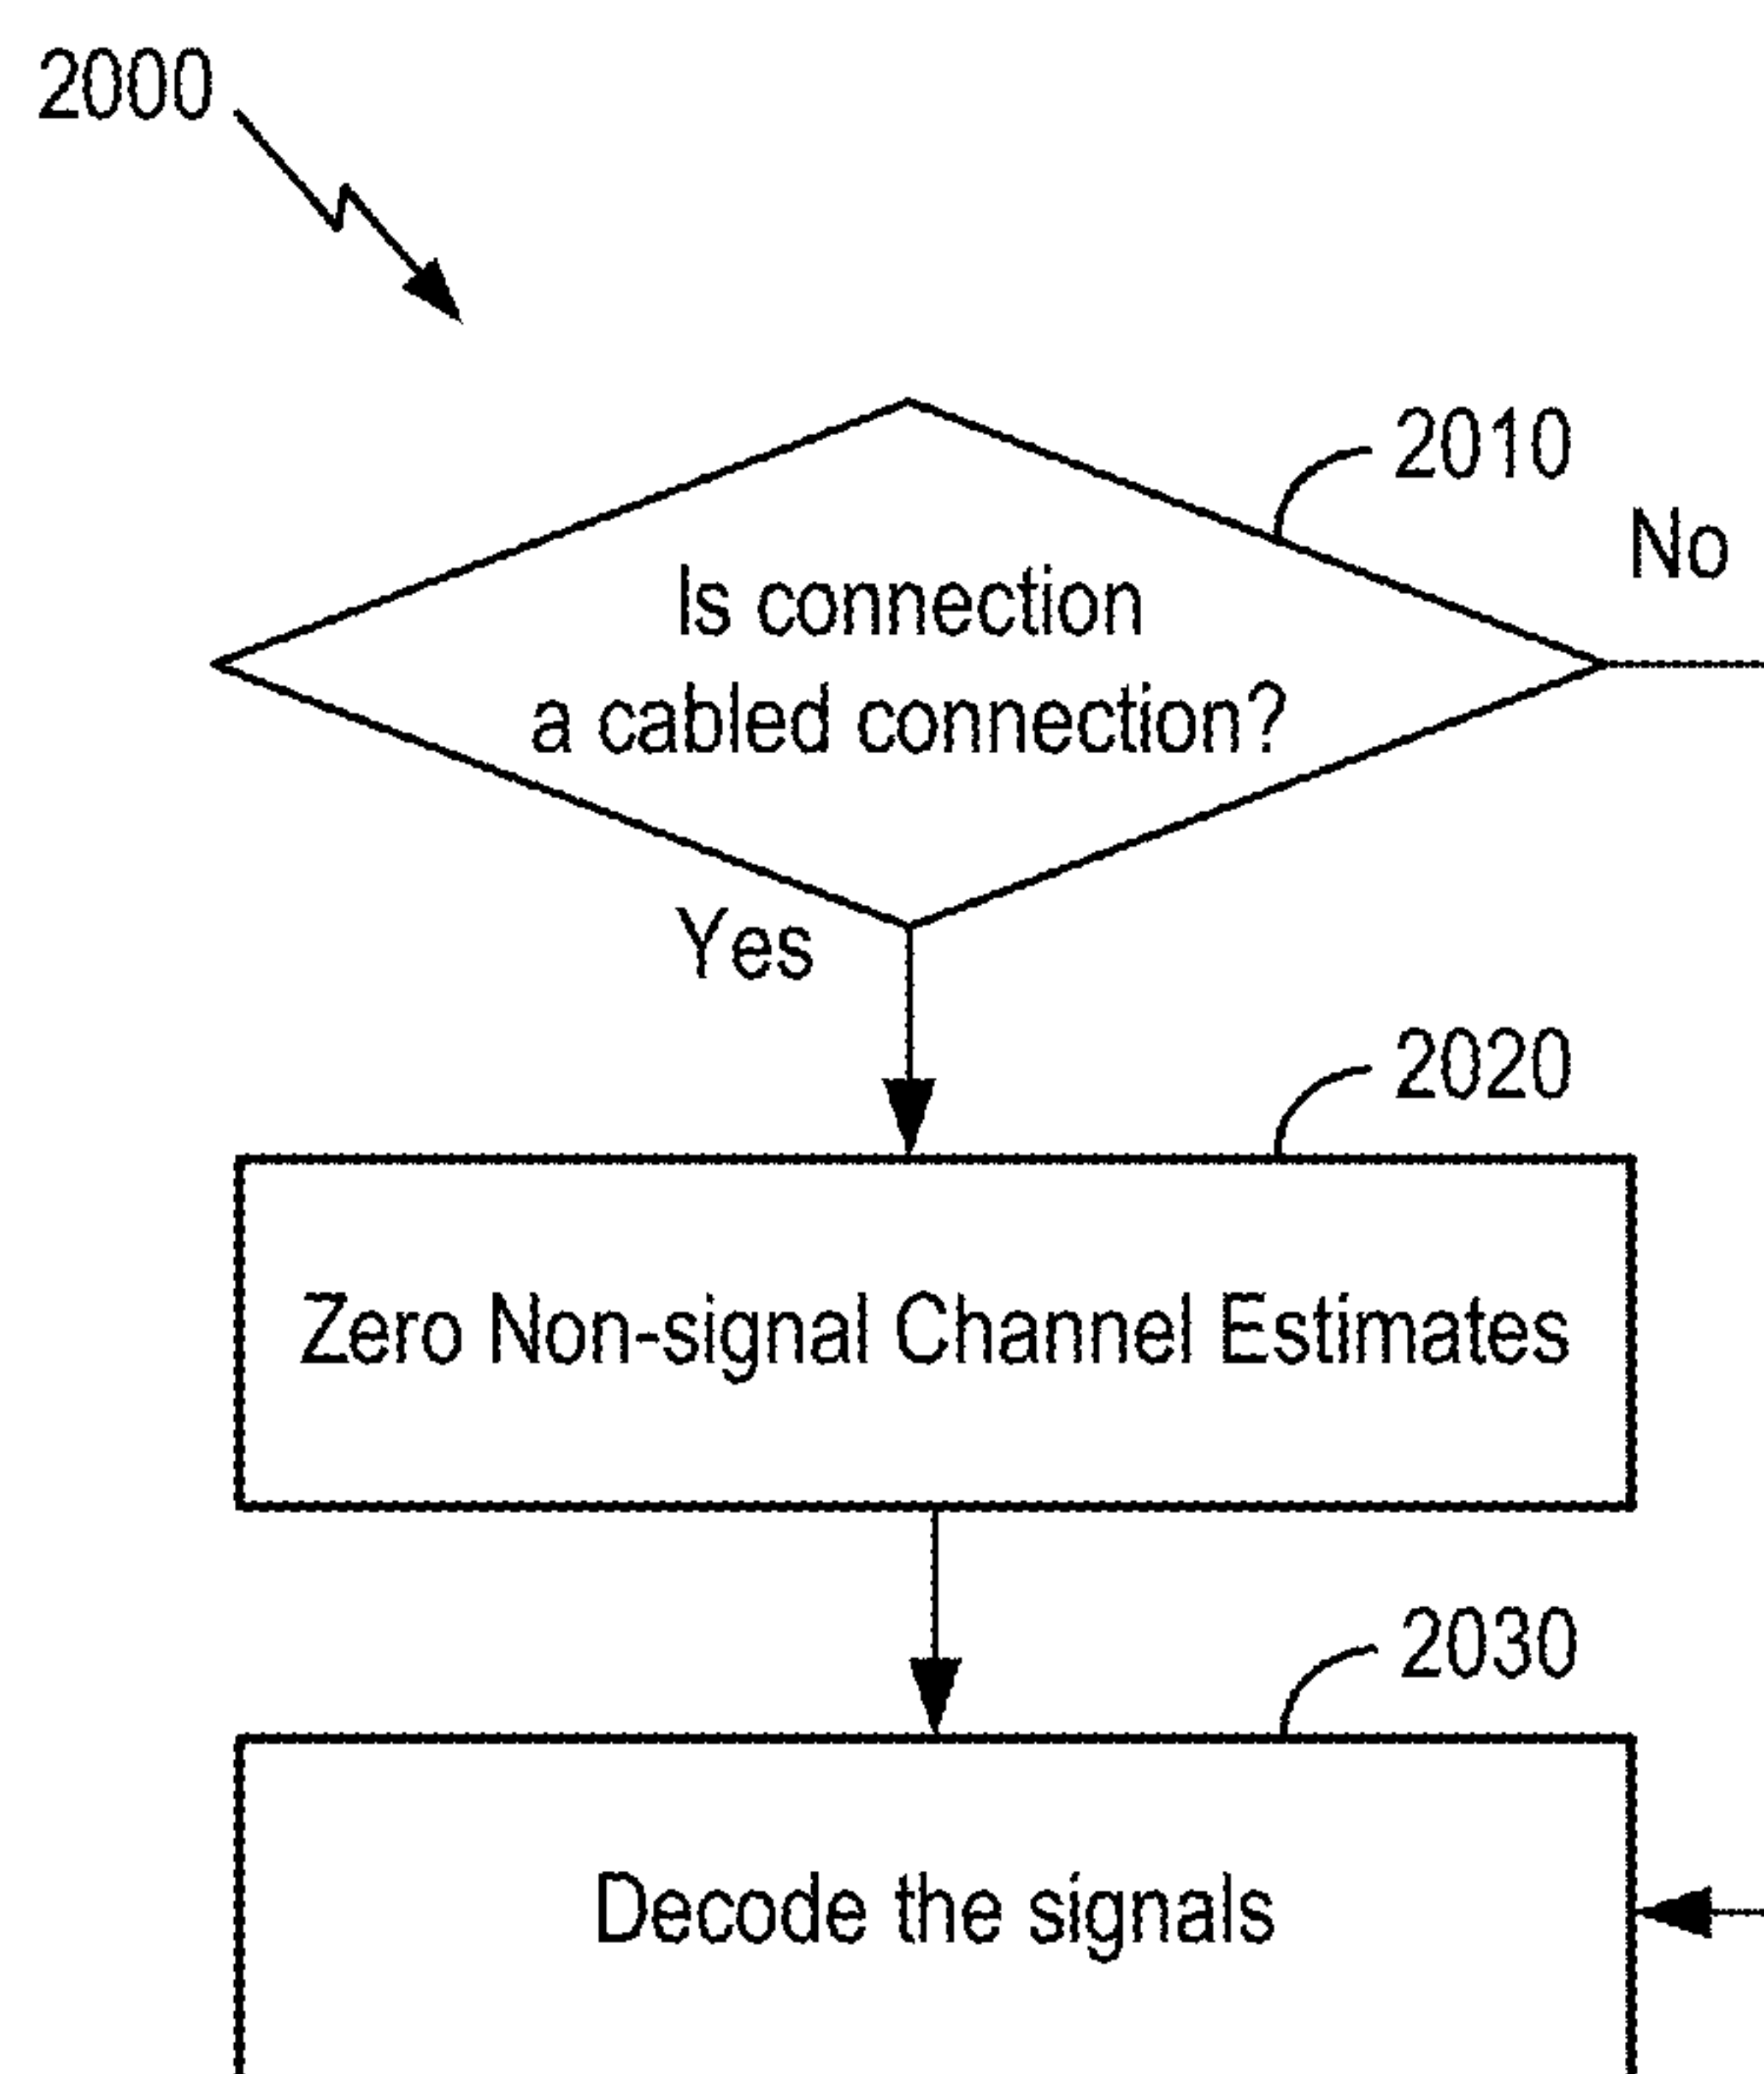 2000
2010
No
Is connection
a cabled connection?
Yes
2020
Zero Non-signal Channel Estimates
2030
Decode the signals